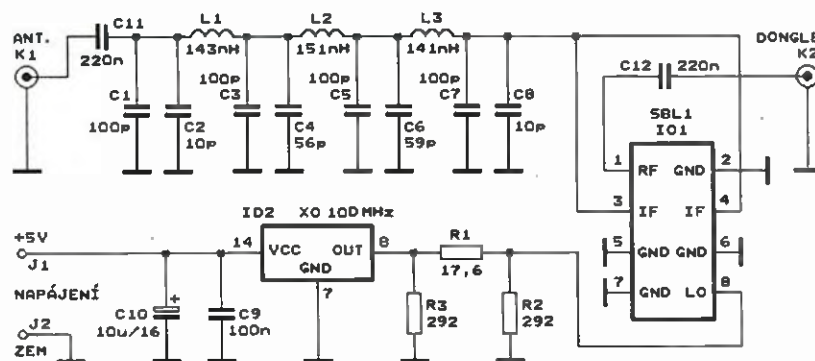 ANT.
K1
C11
220n
L1
143nH
L2
151nH
L3
141nH
C1
100p
C2
10p
100p
C3
C4
56p
100p
C5
C6
59p
100p
C7
C8
10p
C12
220n
DONGLE
K2
SBL1
IO1
1
RF
GND
2
3
IF
IF
4
5
GND
GND
6
7
GND
LO
8
+5V
J1
NAPÁJENÍ
J2
ZEM
+
C10
10u/16
C9
100n
ID2
XO 10DMHz
14
VCC
OUT
8
GND
7
R1
17,6
R3
292
R2
292